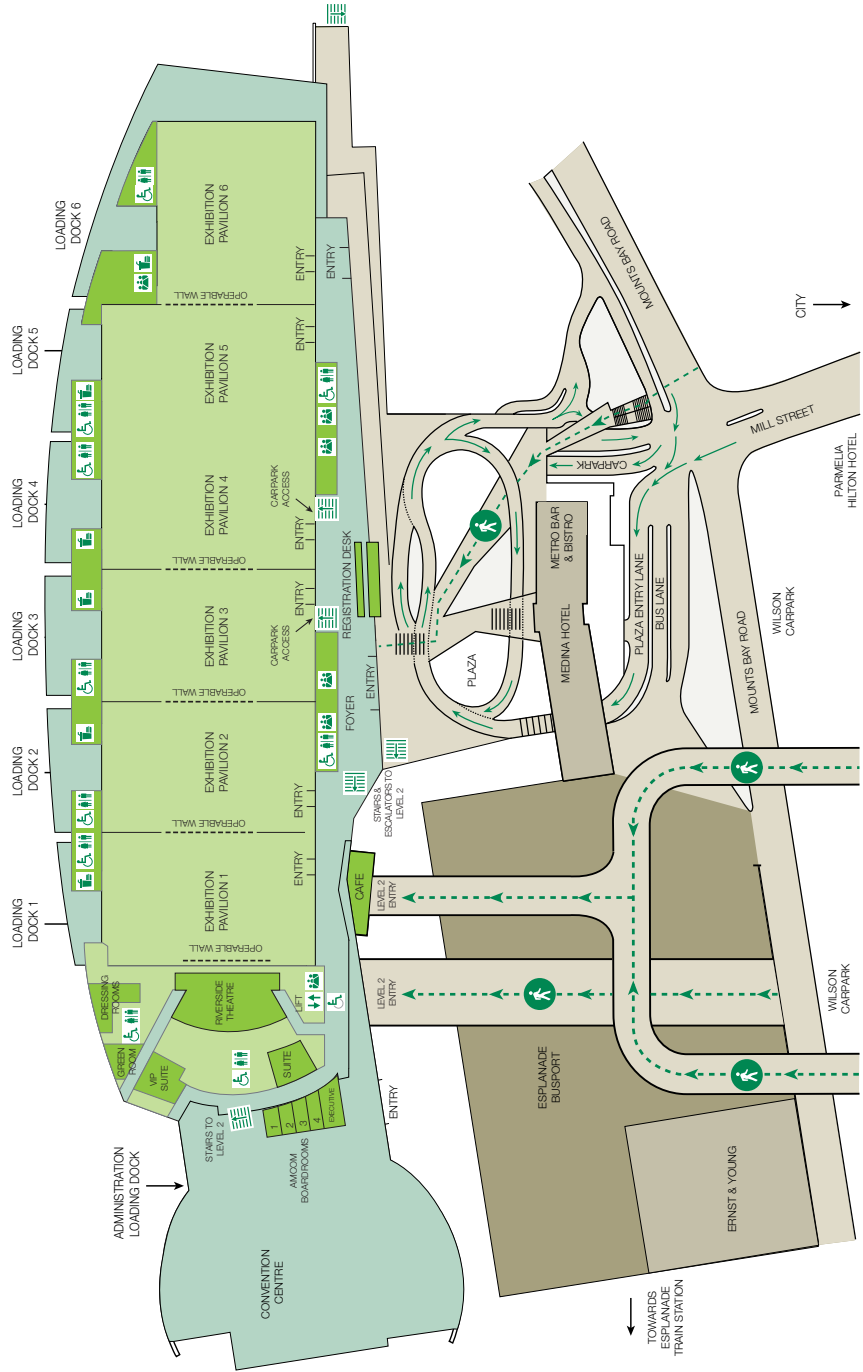 LOADING
DOCK 1
LOADING
DOCK 2
LOADING
DOCK 3
LOADING
DOCK 4
LOADING
DOCK 5
LOADING
DOCK 6
ADMINISTRATION
LOADING DOCK
CONVENTION
CENTRE
STAIRS TO
LEVEL 2
AMCOM
BOARDROOMS
1
2
3
4
EXECUTIVE
GREEN
ROOM
DRESSING
ROOMS
VIP
SUITE
SUITE
RIVERSIDE
THEATRE
LIFT
OPERABLE WALL
EXHIBITION
PAVILION 1
OPERABLE WALL
EXHIBITION
PAVILION 2
OPERABLE WALL
EXHIBITION
PAVILION 3
OPERABLE WALL
EXHIBITION
PAVILION 4
EXHIBITION
PAVILION 5
OPERABLE WALL
EXHIBITION
PAVILION 6
ENTRY
ENTRY
ENTRY
ENTRY
ENTRY
ENTRY
CARPARK
ACCESS
CARPARK
ACCESS
FOYER
REGISTRATION DESK
ENTRY
ENTRY
ENTRY
CAFE
STAIRS &
ESCALATORS TO
LEVEL 2
LEVEL 2
ENTRY
LEVEL 2
ENTRY
PLAZA
MEDINA HOTEL
METRO BAR
& BISTRO
CARPARK
PLAZA ENTRY LANE
BUS LANE
MOUNTS BAY ROAD
MOUNTS BAY ROAD
MILL STREET
CITY
PARMELIA
HILTON HOTEL
WILSON
CARPARK
WILSON
CARPARK
ESPLANADE
BUSPORT
ERNST & YOUNG
TOWARDS
ESPLANADE
TRAIN STATION